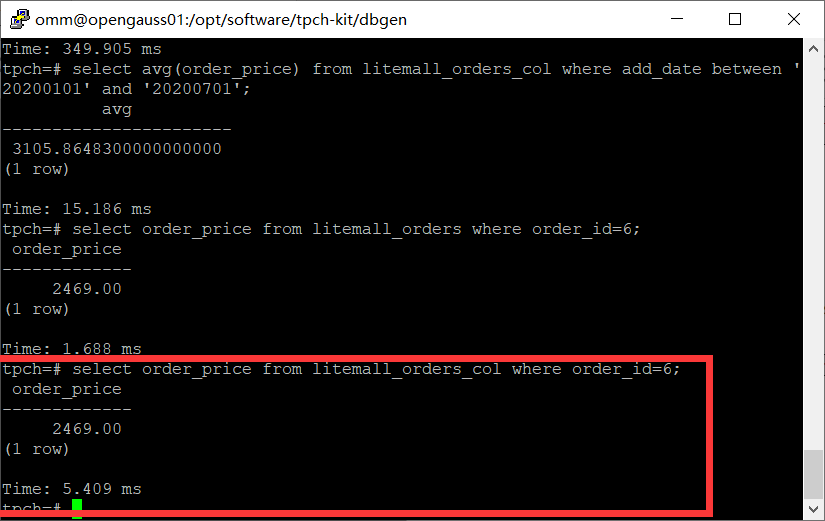 omm@opengauss01:/opt/software/tpch-kit/dbgen
Time: 349.905 ms
tpch=# select avg(order_price) from litemall_orders_col where add_date between '
20200101' and '20200701';
avg
-----------------------
3105.8648300000000000
(1 row)
Time: 15.186 ms
tpch=# select order_price from litemall_orders where order_id=6;
order_price
-------------
2469.00
(1 row)
Time: 1.688 ms
tpch=# select order_price from litemall_orders_col where order_id=6;
order_price
-------------
2469.00
(1 row)
Time: 5.409 ms
tpch=#